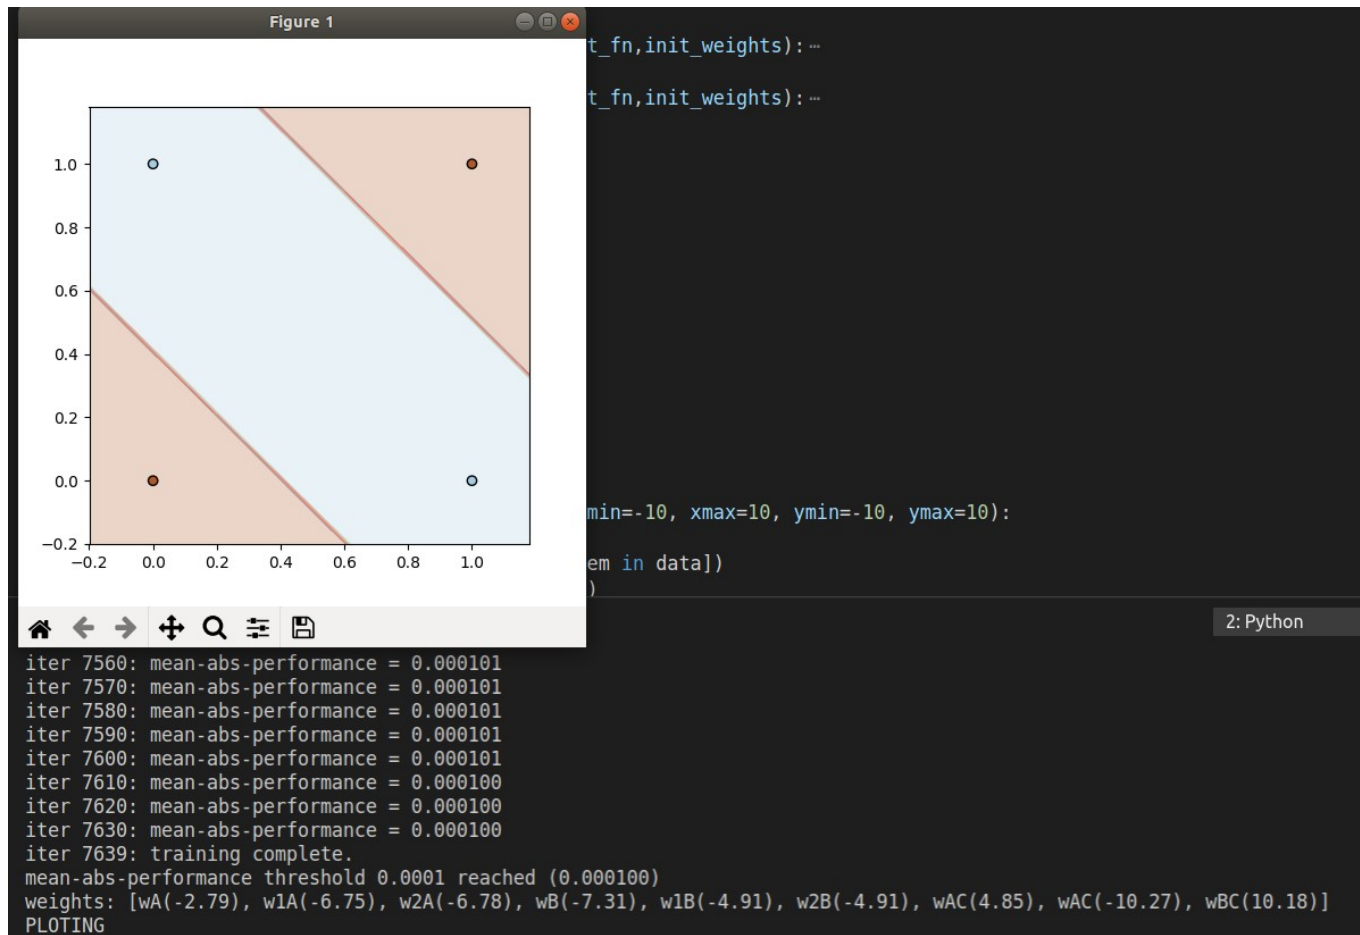 Figure 1
t_fn,init_weights):…
t_fn,init_weights):…
1.0
0.8
0.6
0.4
0.2
0.0
−0.2
−0.2 0.0 0.2 0.4 0.6 0.8 1.0
min=-10, xmax=10, ymin=-10, ymax=10):
em in data])
)
2: Python
iter 7560: mean-abs-performance = 0.000101
iter 7570: mean-abs-performance = 0.000101
iter 7580: mean-abs-performance = 0.000101
iter 7590: mean-abs-performance = 0.000101
iter 7600: mean-abs-performance = 0.000101
iter 7610: mean-abs-performance = 0.000100
iter 7620: mean-abs-performance = 0.000100
iter 7630: mean-abs-performance = 0.000100
iter 7639: training complete.
mean-abs-performance threshold 0.0001 reached (0.000100)
weights: [wA(-2.79), w1A(-6.75), w2A(-6.78), wB(-7.31), w1B(-4.91), w2B(-4.91), wAC(4.85), wAC(-10.27), wBC(10.18)]
PLOTING